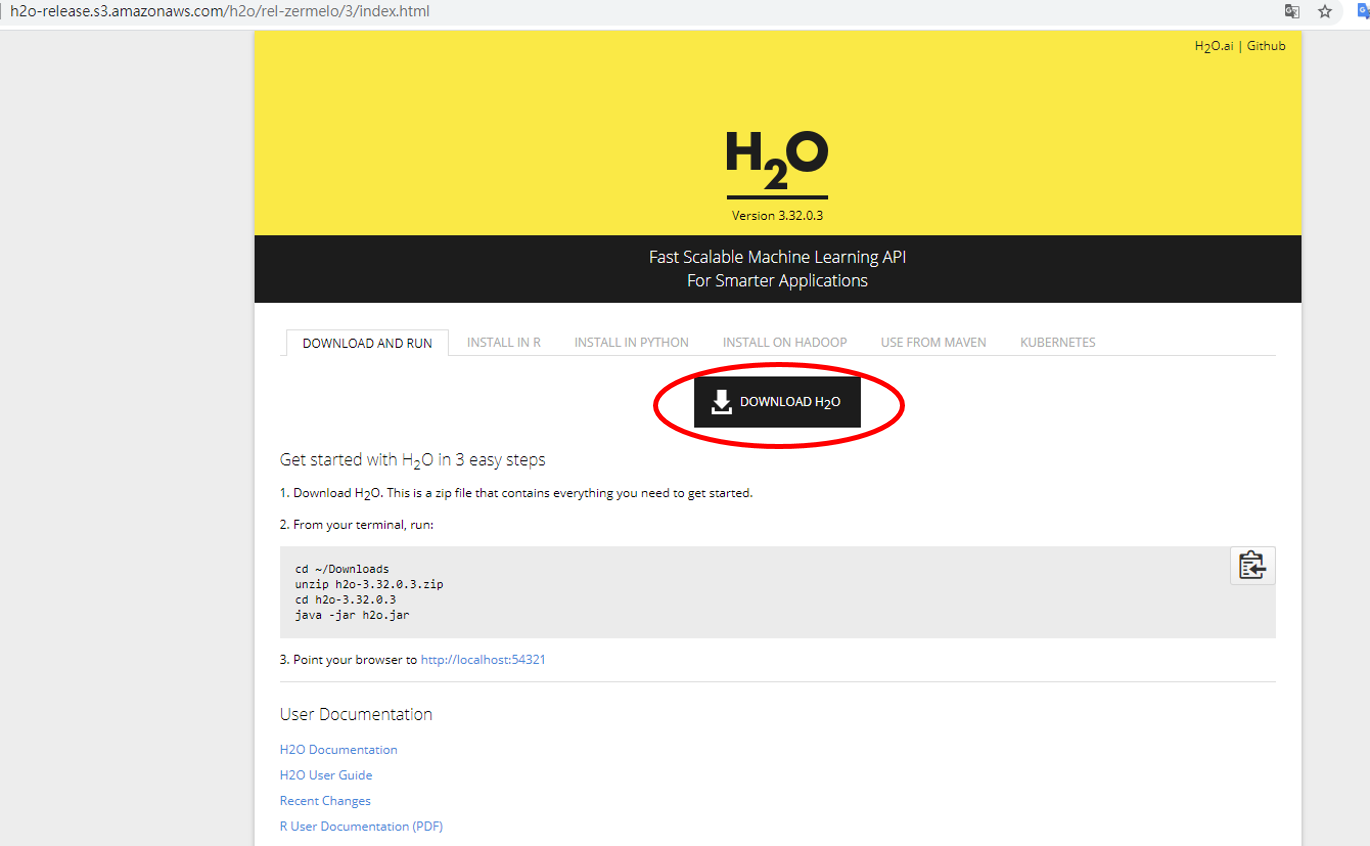 h2o-release.s3.amazonaws.com/h2o/rel-zermelo/3/index.html
H2O.ai | Github
H2O
Version 3.32.0.3
Fast Scalable Machine Learning API
For Smarter Applications
DOWNLOAD AND RUN INSTALL IN R INSTALL IN PYTHON INSTALL ON HADOOP USE FROM MAVEN KUBERNETES
DOWNLOAD H2O
Get started with H2O in 3 easy steps
1. Download H2O. This is a zip file that contains everything you need to get started.
2. From your terminal, run:
cd ~/Downloads
unzip h2o-3.32.0.3.zip
cd h2o-3.32.0.3
java -jar h2o.jar
3. Point your browser to http://localhost:54321
User Documentation
H2O Documentation
H2O User Guide
Recent Changes
R User Documentation (PDF)